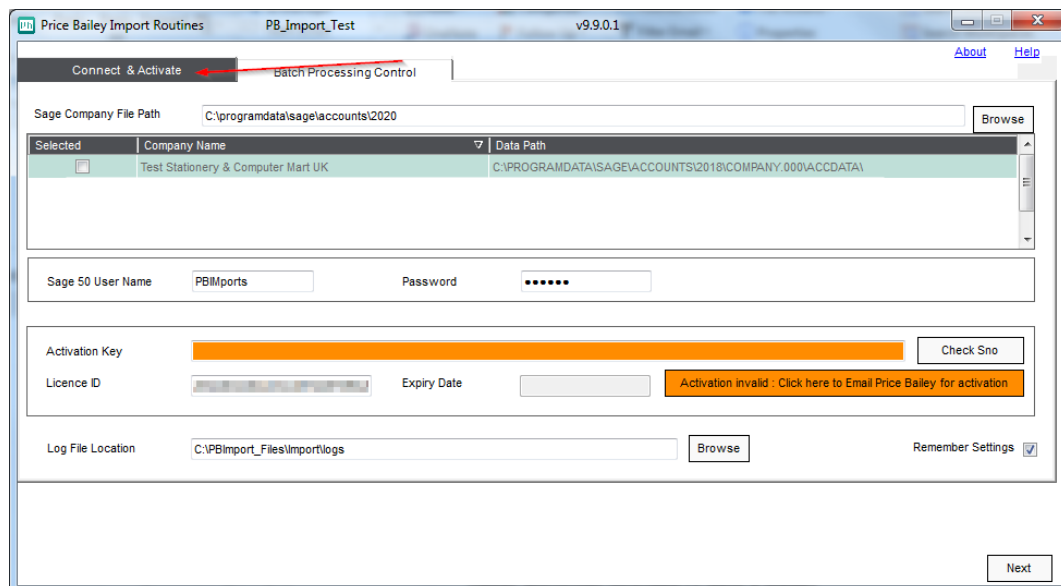 Price Bailey Import Routines PB_Import_Test v9.9.0.1
About Help
Connect & Activate Batch Processing Control
Sage Company File Path C:\programdata\sage\accounts\2020 Browse
Selected Company Name Data Path
Test Stationery & Computer Mart UK C:\PROGRAMDATA\SAGE\ACCOUNTS\2018\COMPANY.000\ACCDATA\
Sage 50 User Name PBIMports Password ●●●●●●
Activation Key Check Sno
Licence ID Expiry Date Activation invalid : Click here to Email Price Bailey for activation
Log File Location C:\PBImport_Files\Import\logs Browse Remember Settings
Next